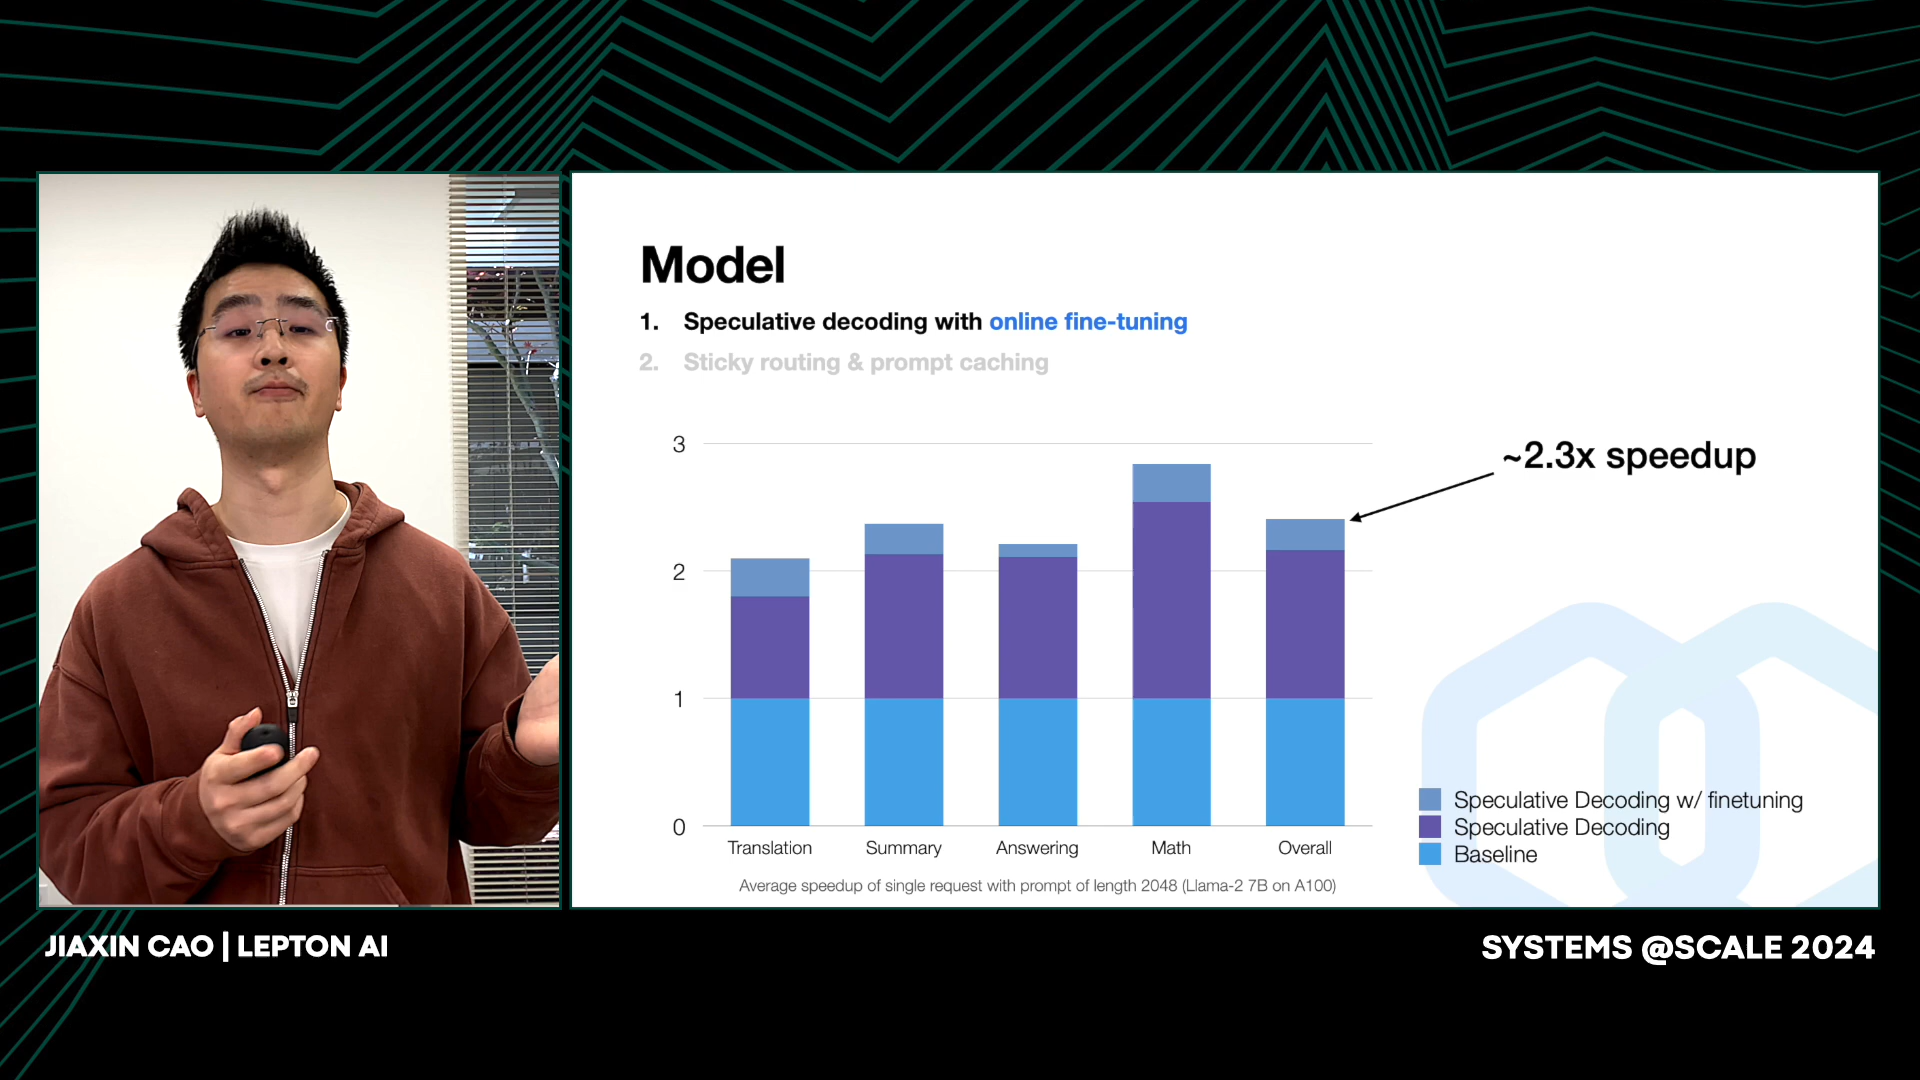 Model
1. Speculative decoding with online fine-tuning
2. Sticky routing & prompt caching
3
2
1
0
~2.3x speedup
Translation Summary Answering Math Overall
Average speedup of single request with prompt of length 2048 (Llama-2 7B on A100)
Speculative Decoding w/ finetuning
Speculative Decoding
Baseline
JIAXIN CAO | LEPTON AI
SYSTEMS @SCALE 2024